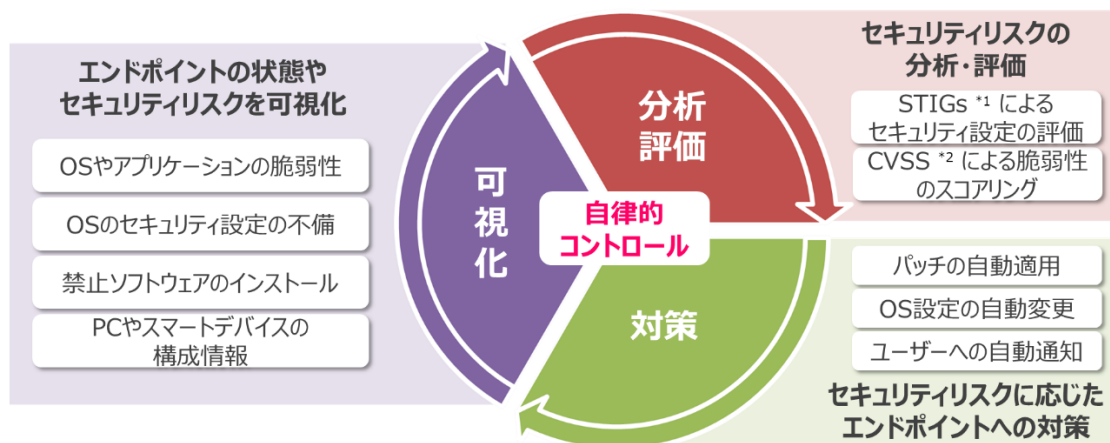 エンドポイントの状態や
セキュリティリスクを可視化
OSやアプリケーションの脆弱性
OSのセキュリティ設定の不備
禁止ソフトウェアのインストール
PCやスマートデバイスの
構成情報
可
視
化
分析
評価
自律的
コントロール
対策
セキュリティリスクの
分析・評価
STIGs *1 による
セキュリティ設定の評価
CVSS *2 による脆弱性
のスコアリング
パッチの自動適用
OS設定の自動変更
ユーザーへの自動通知
セキュリティリスクに応じた
エンドポイントへの対策